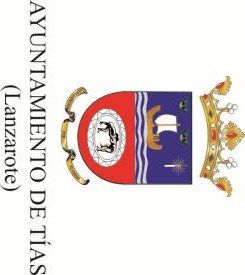 AYUNTAMIENTO DE TÍAS
(Lanzarote)